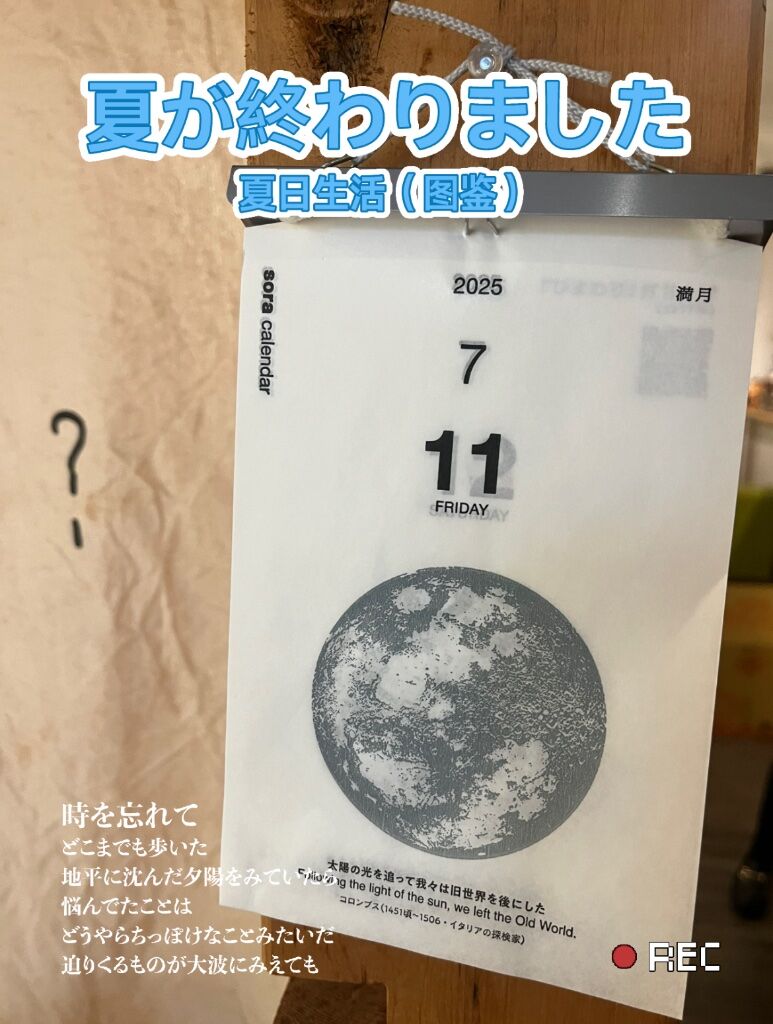 夏が終わりました
夏日生活（图鉴）
sora calendar
2025
満月
7
11
FRIDAY
太陽の光を追って我々は旧世界を後にした
Following the light of the sun, we left the Old World.
コロンブス（1451頃~1506・イタリアの探検家）
?
時を忘れて
どこまでも歩いた
地平に沈んだ夕陽をみていたら
悩んでたことは
どうやらちっぽけなことみたいだ
迫りくるものが大波にみえても
REC